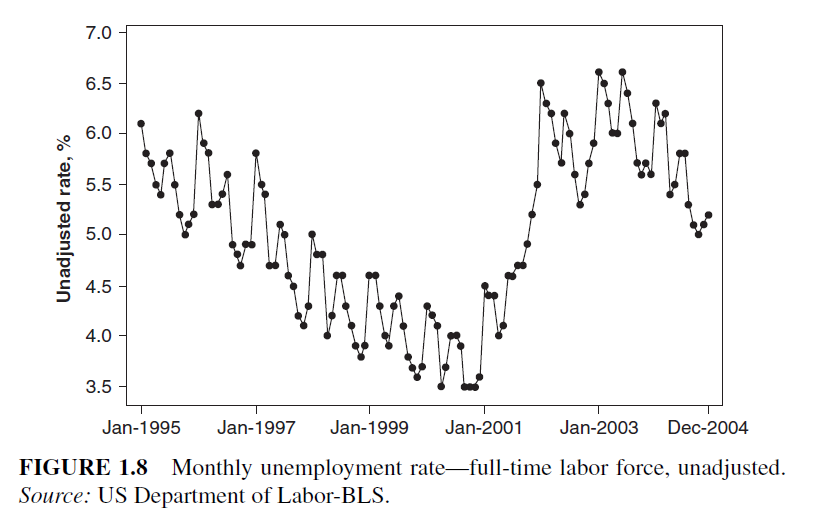 7.0
6.5
6.0
5.5
5.0
4.5
4.0
3.5
Unadjusted rate, %
Jan-1995 Jan-1997 Jan-1999 Jan-2001 Jan-2003 Dec-2004
FIGURE 1.8 Monthly unemployment rate—full-time labor force, unadjusted.
Source: US Department of Labor-BLS.